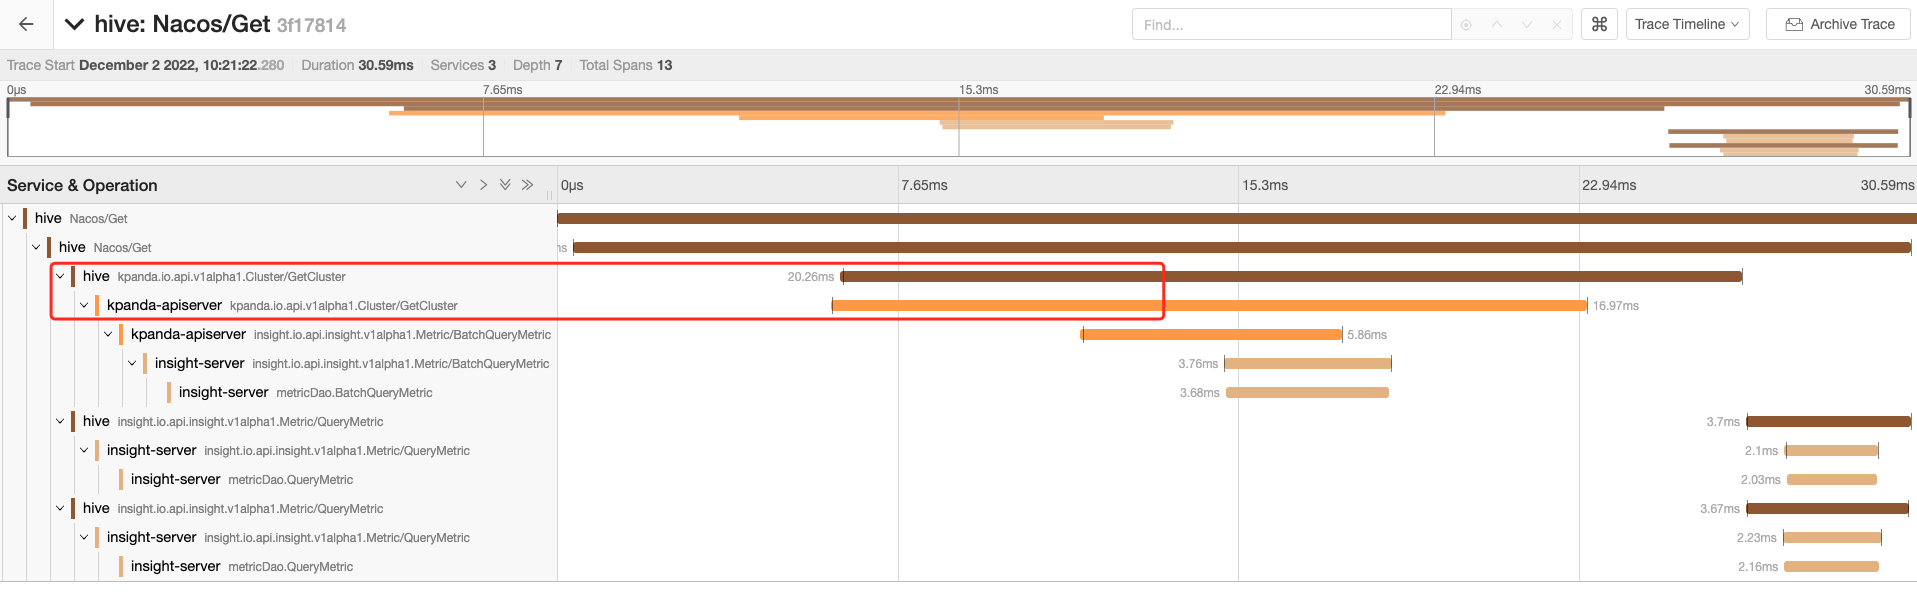 hive: Nacos/Get 3f17814
Find...
⌘
Trace Timeline
Archive Trace
Trace Start December 2 2022, 10:21:22.280 Duration 30.59ms Services 3 Depth 7 Total Spans 13
0μs 7.65ms 15.3ms 22.94ms 30.59ms
Service & Operation 0μs 7.65ms 15.3ms 22.94ms 30.59ms
hive Nacos/Get
hive Nacos/Get
hive kpanda.io.api.v1alpha1.Cluster/GetCluster 20.26ms
kpanda-apiserver kpanda.io.api.v1alpha1.Cluster/GetCluster 16.97ms
kpanda-apiserver insight.io.api.insight.v1alpha1.Metric/BatchQueryMetric 5.86ms
insight-server insight.io.api.insight.v1alpha1.Metric/BatchQueryMetric 3.76ms
insight-server metricDao.BatchQueryMetric 3.68ms
hive insight.io.api.insight.v1alpha1.Metric/QueryMetric 3.7ms
insight-server insight.io.api.insight.v1alpha1.Metric/QueryMetric 2.1ms
insight-server metricDao.QueryMetric 2.03ms
hive insight.io.api.insight.v1alpha1.Metric/QueryMetric 3.67ms
insight-server insight.io.api.insight.v1alpha1.Metric/QueryMetric 2.23ms
insight-server metricDao.QueryMetric 2.16ms